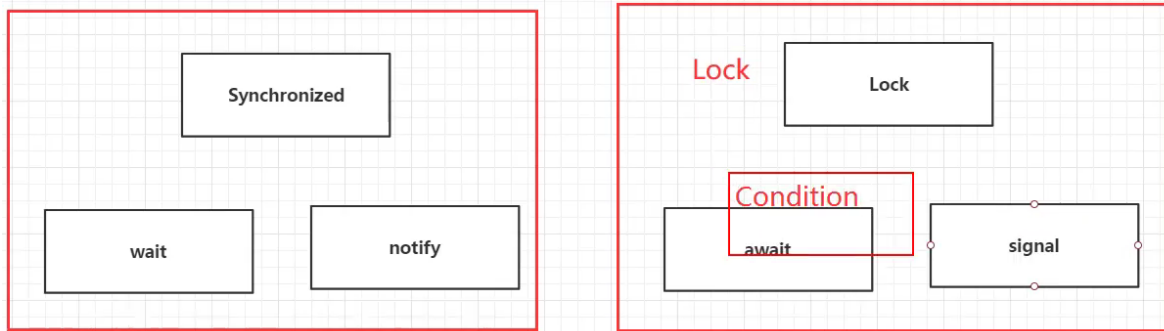 Synchronized
wait
notify
Lock
Lock
Condition
await
signal